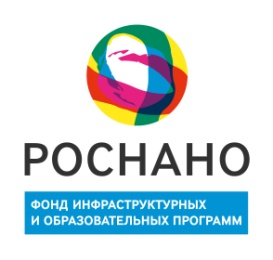 РОСНАНО
ФОНД ИНФРАСТРУКТУРНЫХ
И ОБРАЗОВАТЕЛЬНЫХ ПРОГРАММ